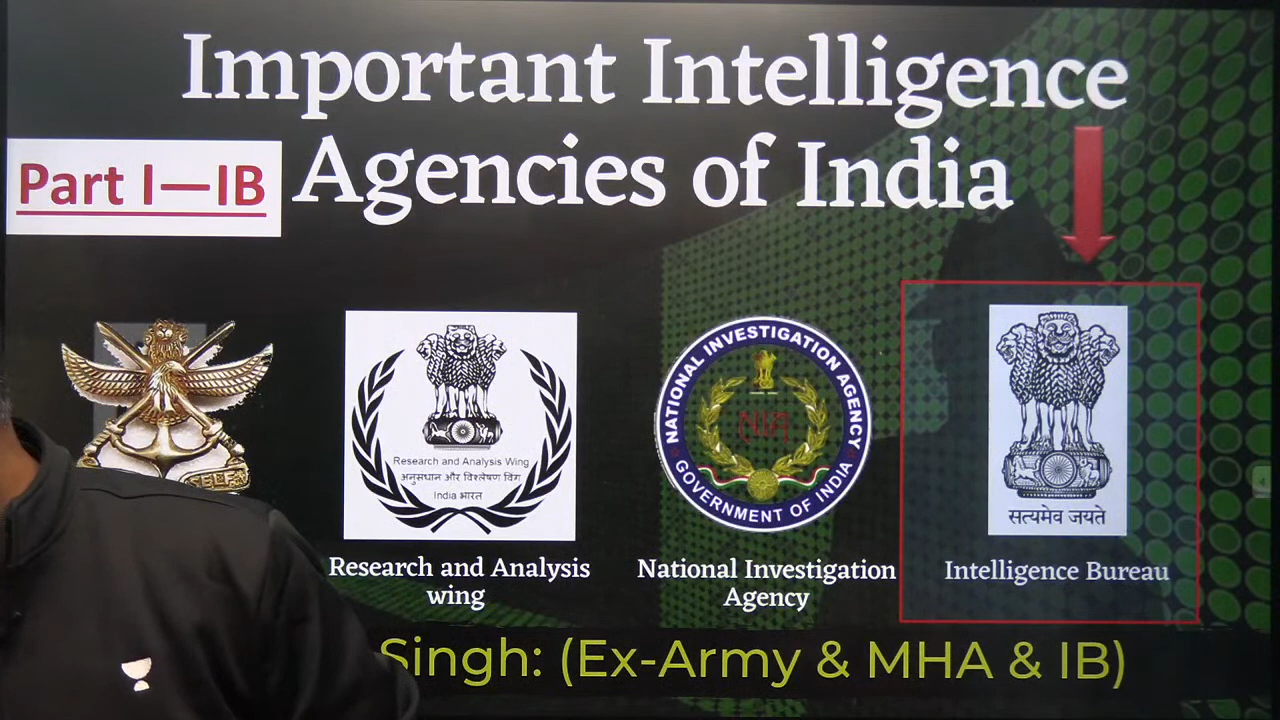 Important Intelligence
Agencies of India
Part I—IB
SELF
Research and Analysis Wing
अनुसधान और विश्लेषण विंग
India भारत
NATIONAL INVESTIGATION AGENCY
NIA
GOVERNMENT OF INDIA
सत्यमेव जयते
Research and Analysis
wing
National Investigation
Agency
Intelligence Bureau
Singh: (Ex-Army & MHA & IB)